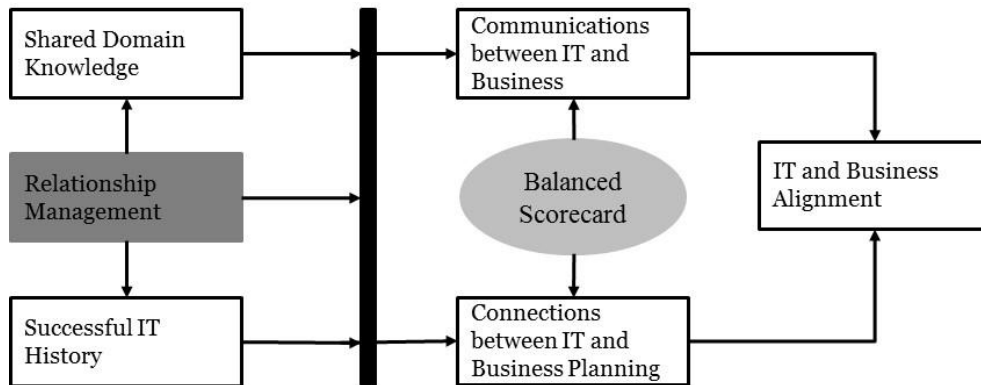 Shared Domain
Knowledge
Communications
between IT and
Business
Relationship
Management
Balanced
Scorecard
IT and Business
Alignment
Successful IT
History
Connections
between IT and
Business Planning